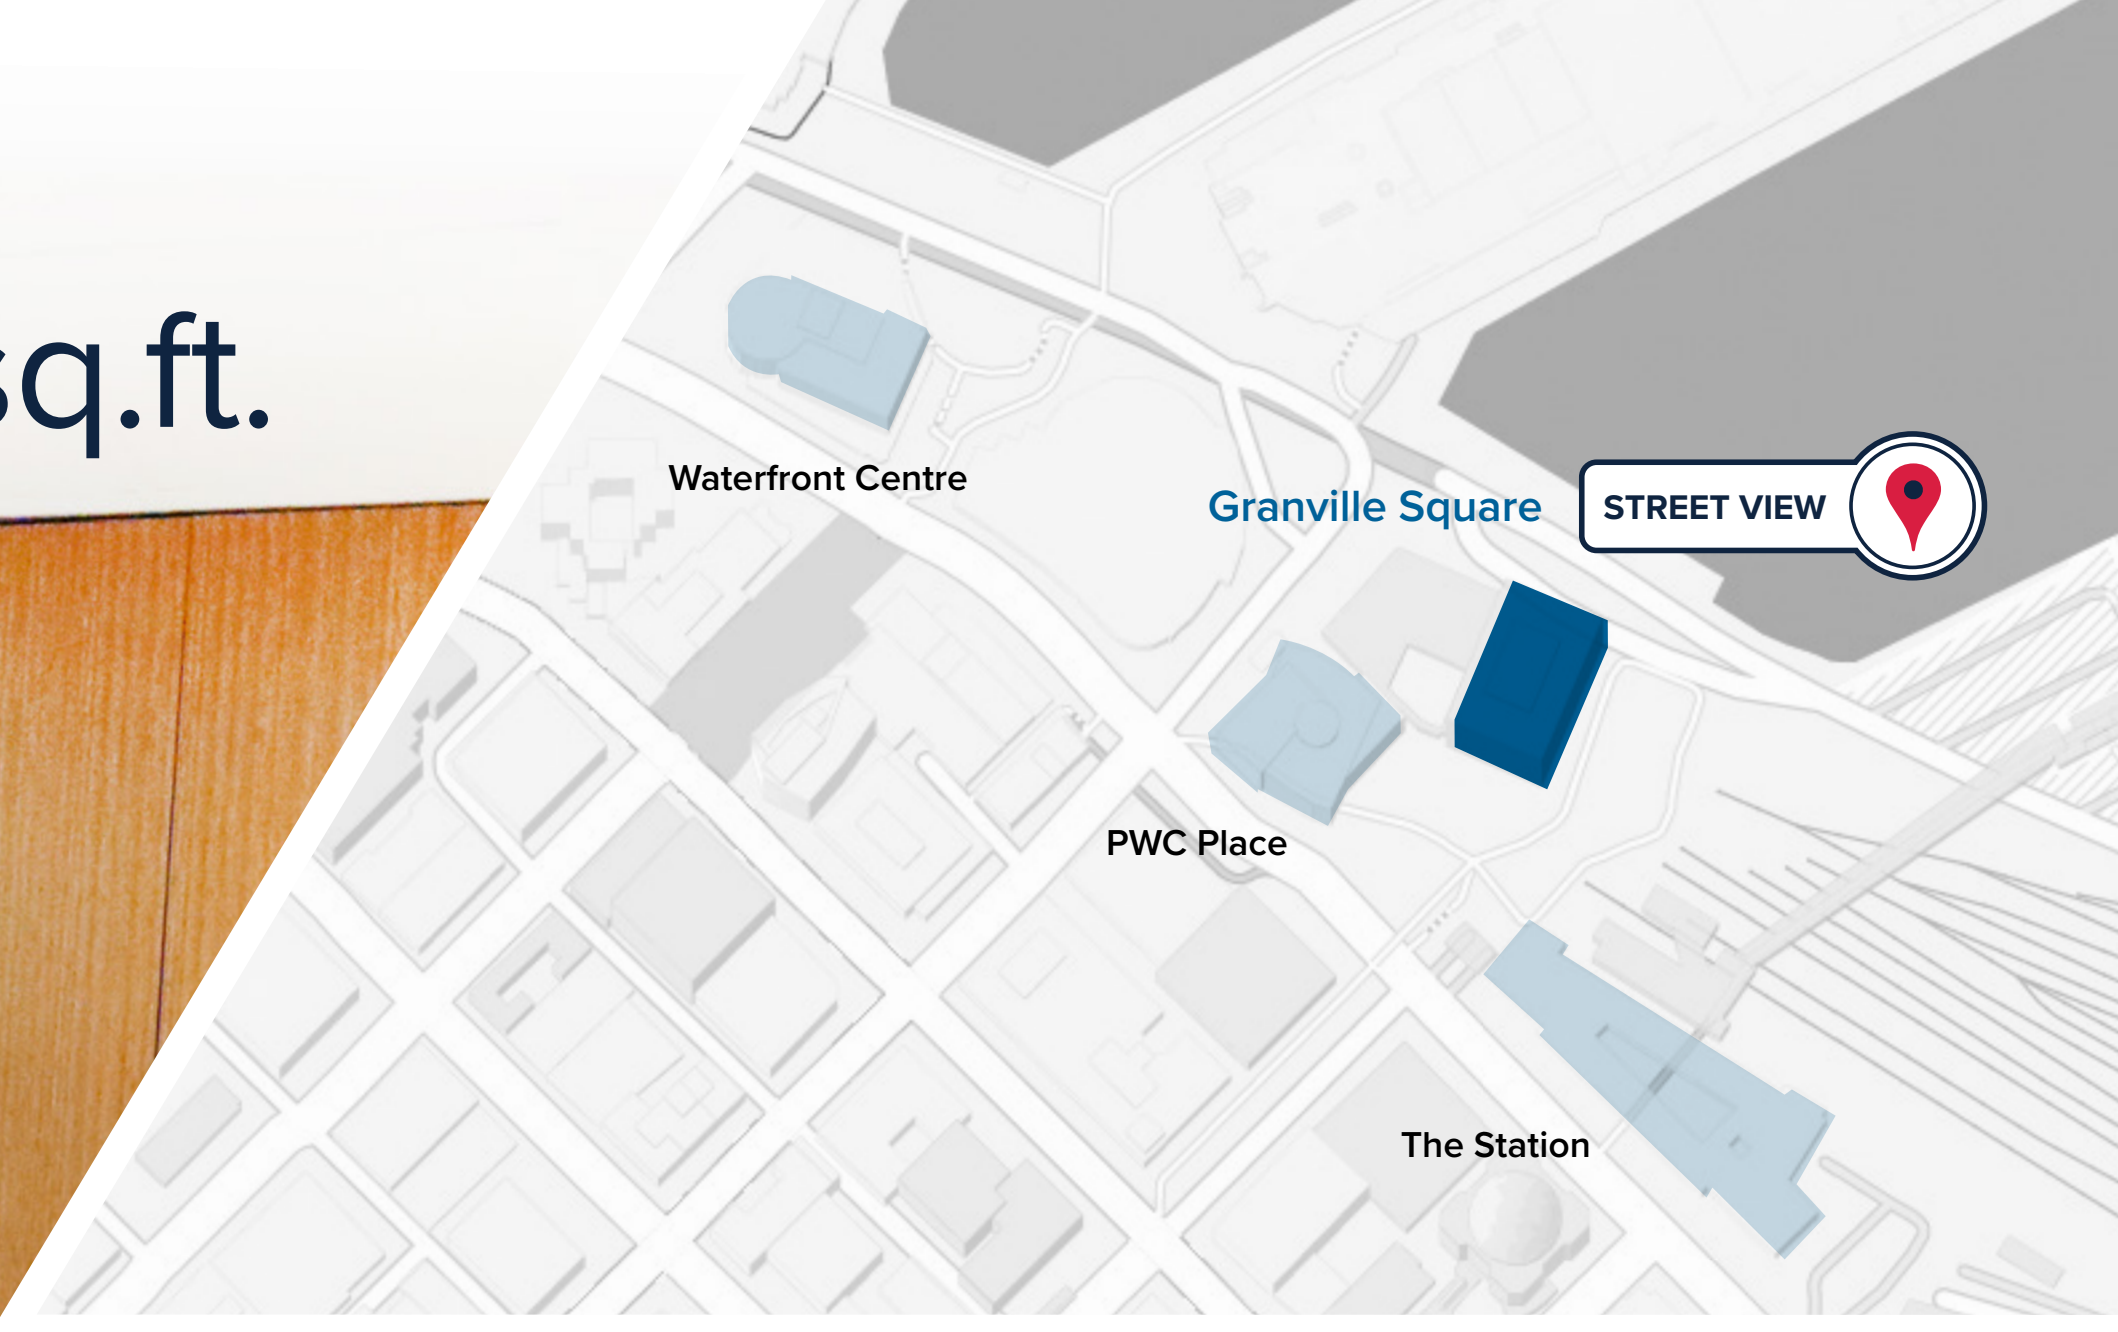 sq.ft.
Waterfront Centre
Granville Square
STREET VIEW
PWC Place
The Station